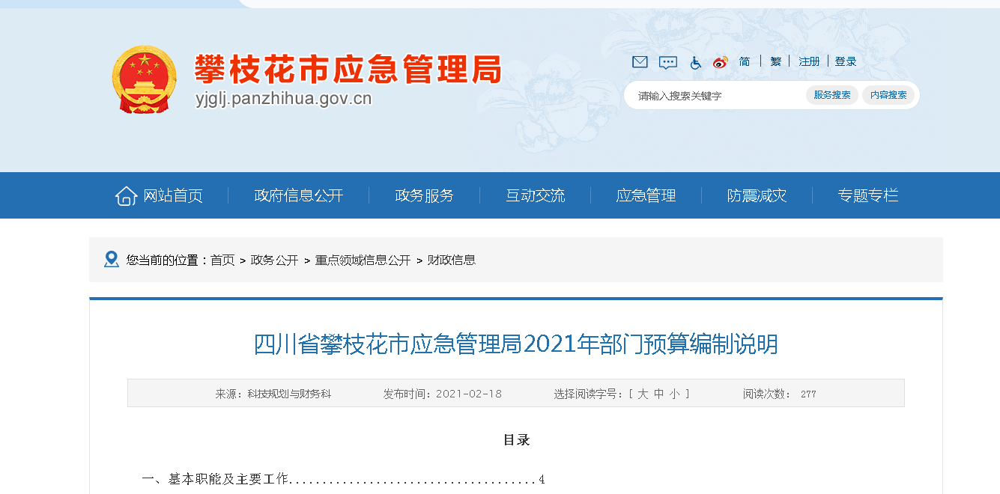 攀枝花市应急管理局
yjglj.panzhihua.gov.cn
简 | 繁 | 注册 | 登录
请输入搜索关键字 服务搜索 内容搜索
网站首页 政府信息公开 政务服务 互动交流 应急管理 防震减灾 专题专栏
您当前的位置：首页 > 政务公开 > 重点领域信息公开 > 财政信息
四川省攀枝花市应急管理局2021年部门预算编制说明
来源：科技规划与财务科 发布时间：2021-02-18 选择阅读字号：[ 大 中 小 ] 阅读次数： 277
目录
一、基本职能及主要工作.....................................4